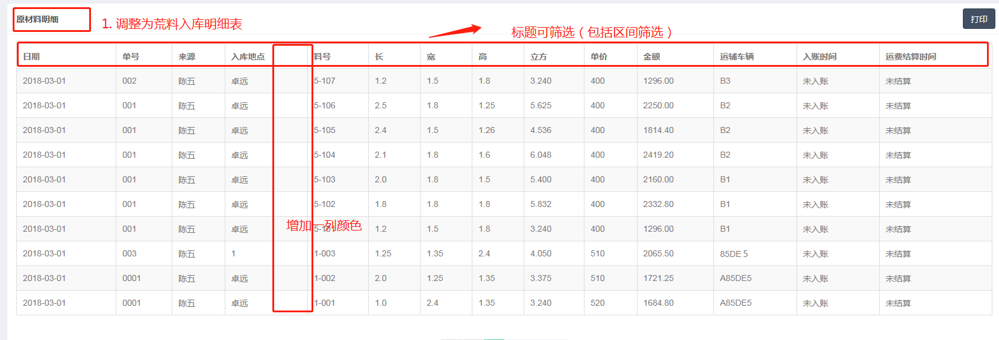 原材料明细
1. 调整为荒料入库明细表
标题可筛选（包括区间筛选）
打印
日期 单号 来源 入库地点 料号 长 宽 高 立方 单价 金额 运辅车辆 入账时间 运费结算时间
2018-03-01 002 陈五 卓远 5-107 1.2 1.5 1.8 3.240 400 1296.00 B3 未入账 未结算
2018-03-01 001 陈五 卓远 5-106 2.5 1.8 1.25 5.625 400 2250.00 B2 未入账 未结算
2018-03-01 001 陈五 卓远 5-105 2.4 1.5 1.26 4.536 400 1814.40 B2 未入账 未结算
2018-03-01 001 陈五 卓远 5-104 2.1 1.8 1.6 6.048 400 2419.20 B2 未入账 未结算
2018-03-01 001 陈五 卓远 5-103 2.0 1.8 1.5 5.400 400 2160.00 B1 未入账 未结算
2018-03-01 001 陈五 卓远 5-102 1.8 1.8 1.8 5.832 400 2332.80 B1 未入账 未结算
增加一列颜色
2018-03-01 001 陈五 卓远 5-101 1.2 1.5 1.8 3.240 400 1296.00 B1 未入账 未结算
2018-03-01 003 陈五 1 1-003 1.25 1.35 2.4 4.050 510 2065.50 85DE５ 未入账 未结算
2018-03-01 0001 陈五 卓远 1-002 2.0 1.25 1.35 3.375 510 1721.25 A85DE5 未入账 未结算
2018-03-01 0001 陈五 卓远 1-001 1.0 2.4 1.35 3.240 520 1684.80 A85DE5 未入账 未结算